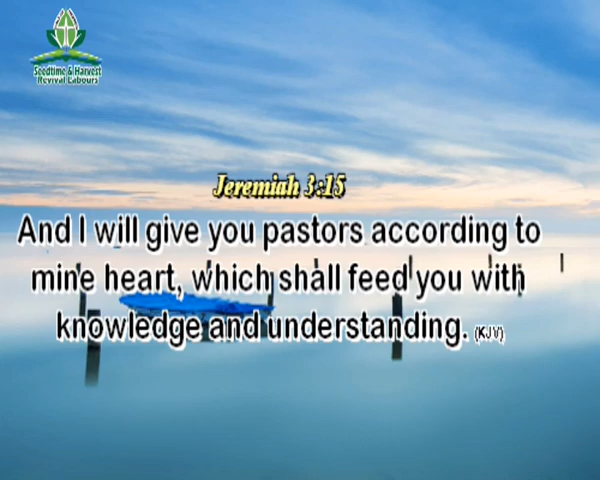 Seedtime & Harvest
Revival Labours
Jeremiah 3:15
And I will give you pastors according to
mine heart, which shall feed you with
knowledge and understanding. (KJV)